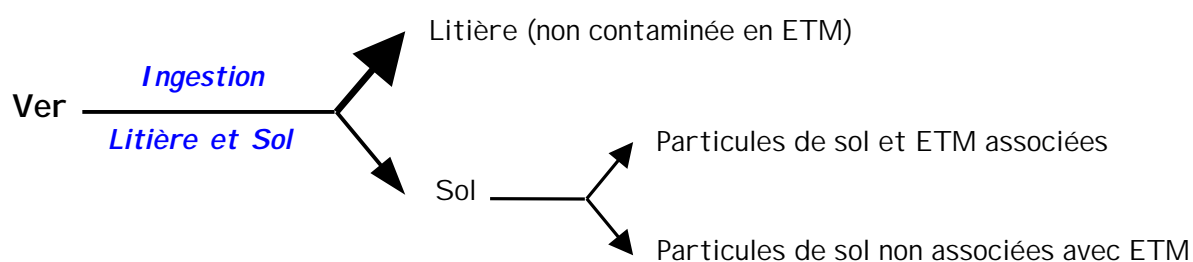 Litière (non contaminée en ETM)
Ingestion
Ver
Litière et Sol
Particules de sol et ETM associées
Sol
Particules de sol non associées avec ETM